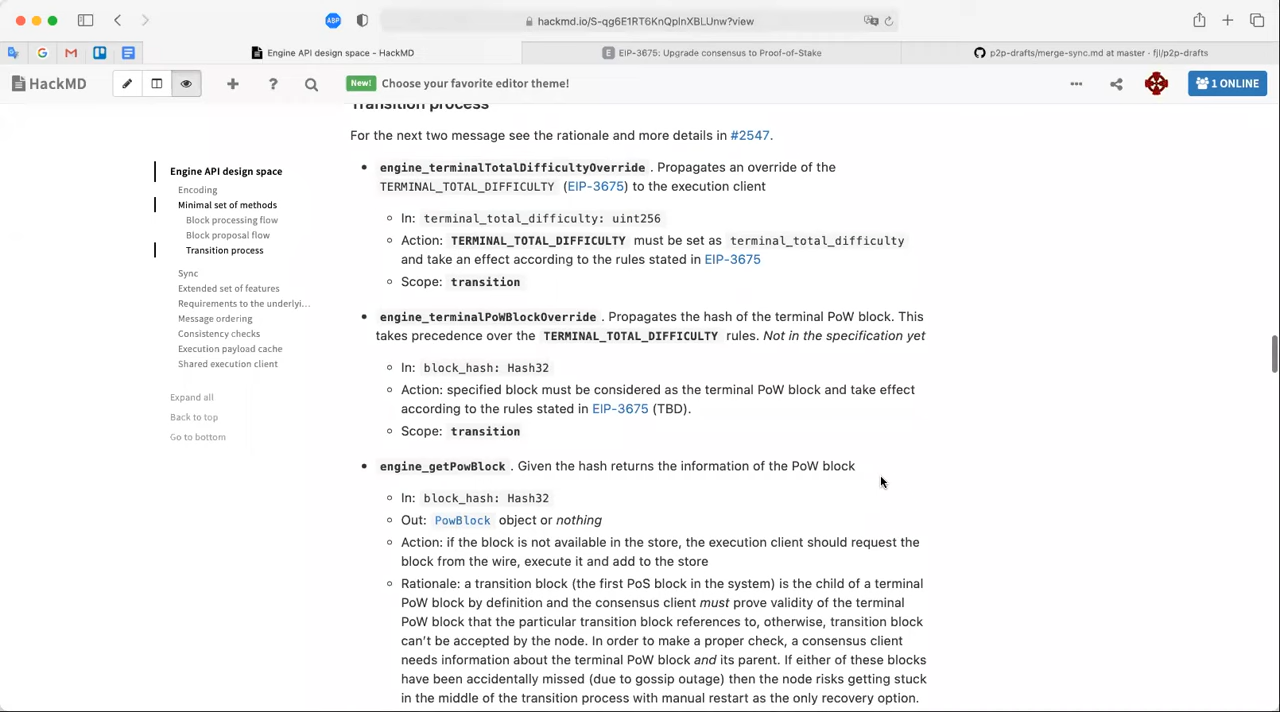 ABP
hackmd.io/S-qg6E1RT6KnQpInXBLUnw?view
Engine API design space - HackMD
E EIP-3675: Upgrade consensus to Proof-of-Stake
p2p-drafts/merge-sync.md at master · fjl/p2p-drafts
HackMD
New! Choose your favorite editor theme!
1 ONLINE
Transition process
For the next two message see the rationale and more details in #2547.
Engine API design space
Encoding
Minimal set of methods
Block processing flow
Block proposal flow
Transition process
Sync
Extended set of features
Requirements to the underlyi...
Message ordering
Consistency checks
Execution payload cache
Shared execution client
Expand all
Back to top
Go to bottom
engine_terminalTotalDifficultyOverride . Propagates an override of the
TERMINAL_TOTAL_DIFFICULTY (EIP-3675) to the execution client
In: terminal_total_difficulty: uint256
Action: TERMINAL_TOTAL_DIFFICULTY must be set as terminal_total_difficulty
and take an effect according to the rules stated in EIP-3675
Scope: transition
engine_terminalPoWBlockOverride . Propagates the hash of the terminal PoW block. This
takes precedence over the TERMINAL_TOTAL_DIFFICULTY rules. Not in the specification yet
In: block_hash: Hash32
Action: specified block must be considered as the terminal PoW block and take effect
according to the rules stated in EIP-3675 (TBD).
Scope: transition
engine_getPowBlock . Given the hash returns the information of the PoW block
In: block_hash: Hash32
Out: PowBlock object or nothing
Action: if the block is not available in the store, the execution client should request the
block from the wire, execute it and add to the store
Rationale: a transition block (the first PoS block in the system) is the child of a terminal
PoW block by definition and the consensus client must prove validity of the terminal
PoW block that the particular transition block references to, otherwise, transition block
can't be accepted by the node. In order to make a proper check, a consensus client
needs information about the terminal PoW block and its parent. If either of these blocks
have been accidentally missed (due to gossip outage) then the node risks getting stuck
in the middle of the transition process with manual restart as the only recovery option.